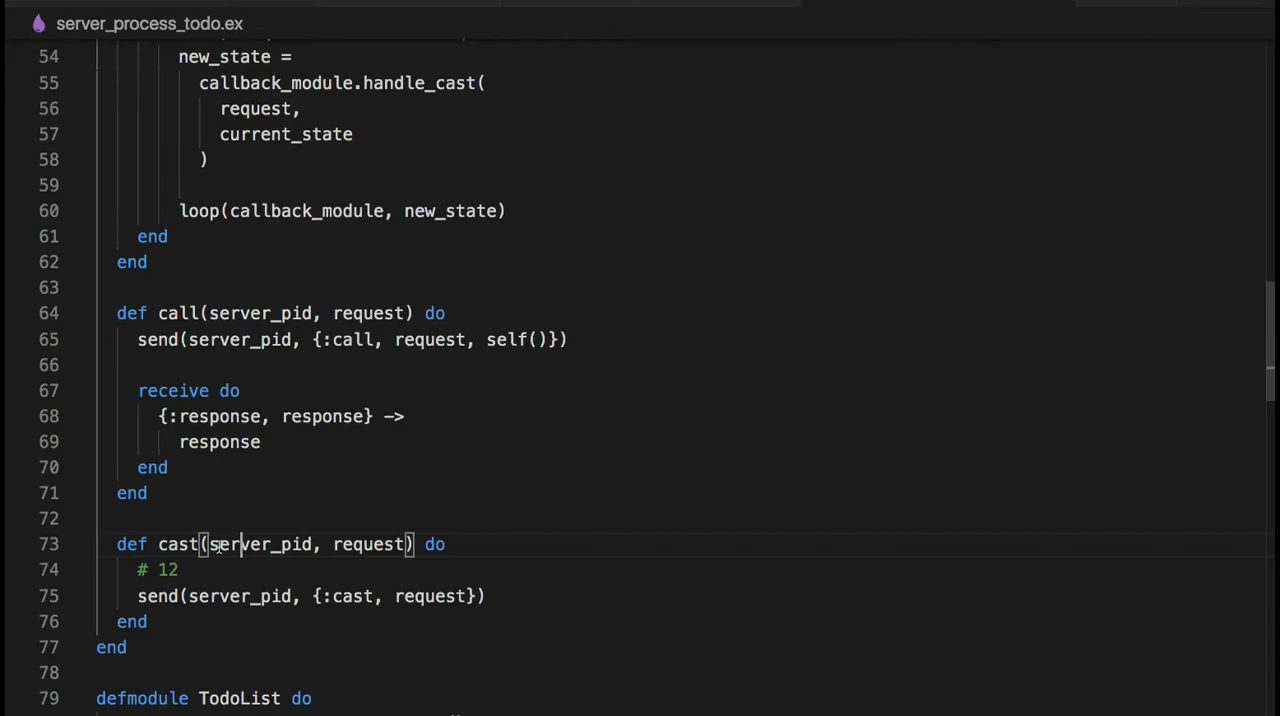 server_process_todo.ex
54 new_state =
55 callback_module.handle_cast(
56 request,
57 current_state
58 )
59
60 loop(callback_module, new_state)
61 end
62 end
63
64 def call(server_pid, request) do
65 send(server_pid, {:call, request, self()})
66
67 receive do
68 {:response, response} ->
69 response
70 end
71 end
72
73 def cast(server_pid, request) do
74 # 12
75 send(server_pid, {:cast, request})
76 end
77 end
78
79 defmodule TodoList do